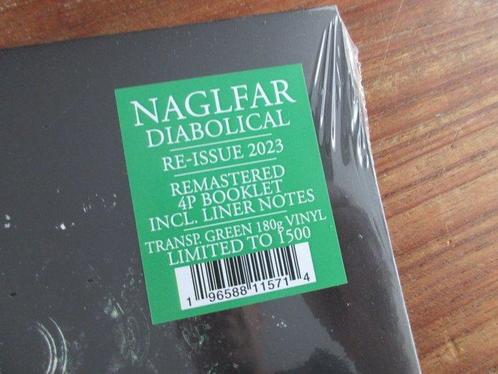 NAGLFAR
DIABOLICAL
RE-ISSUE 2023
REMASTERED
4P BOOKLET
INCL. LINER NOTES
TRANSP. GREEN 180g VINYL
LIMITED TO 1500
1 96588 11571 4